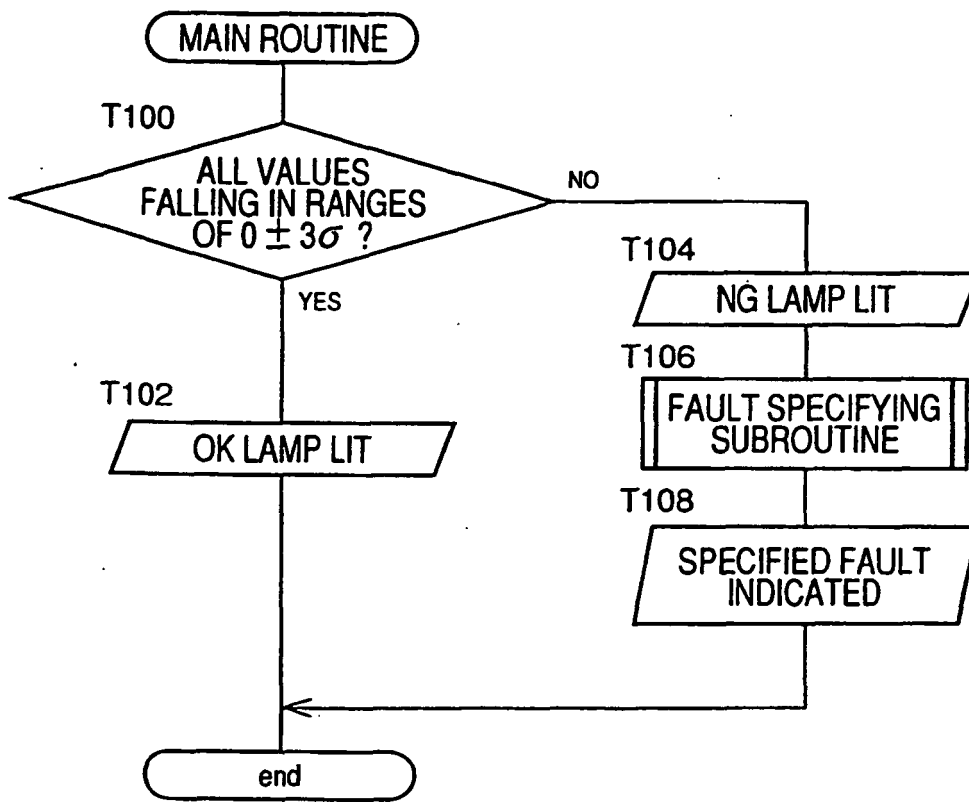 MAIN ROUTINE
T100
ALL VALUES
FALLING IN RANGES
OF 0 ± 3σ ?
NO
YES
T102
OK LAMP LIT
T104
NG LAMP LIT
T106
FAULT SPECIFYING
SUBROUTINE
T108
SPECIFIED FAULT
INDICATED
end